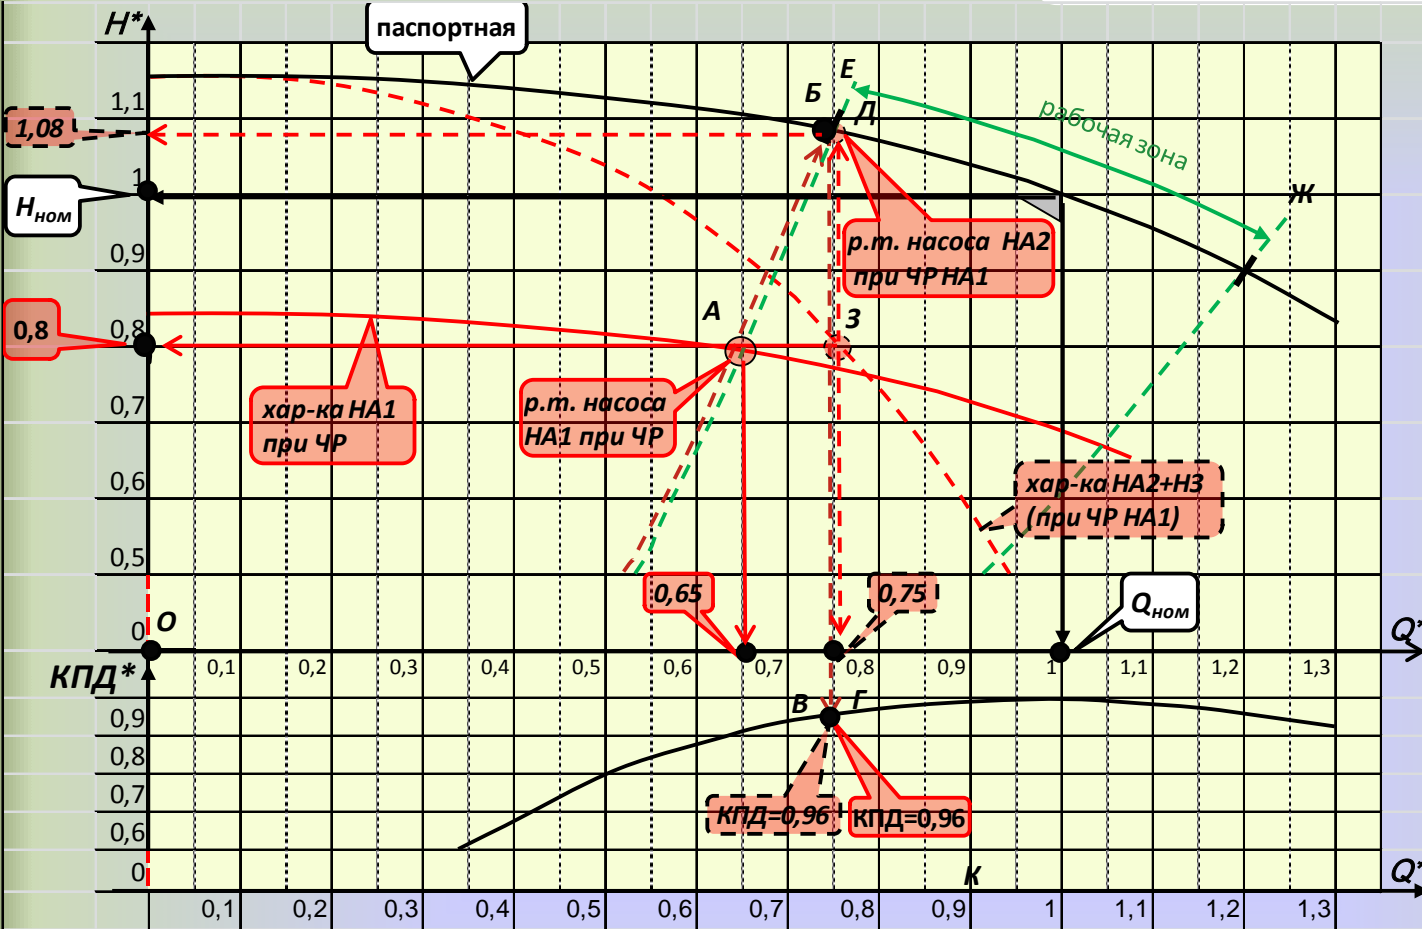 H*
паспортная
Е
Б
Д
1,1
1,08
рабочая зона
1
Ж
Hном
р.т. насоса НА2
при ЧР НА1
0,9
А
З
0,8
0,8
хар-ка НА1
при ЧР
р.т. насоса
НА1 при ЧР
0,7
0,6
хар-ка НА2+НЗ
(при ЧР НА1)
0,5
0,65
0,75
Qном
О
0
Q*
0,1
0,2
0,3
0,4
0,5
0,6
0,7
0,8
0,9
1
1,1
1,2
1,3
КПД*
В
Г
0,9
0,8
0,7
КПД=0,96
КПД=0,96
0,6
0
К
Q*
0,1
0,2
0,3
0,4
0,5
0,6
0,7
0,8
0,9
1
1,1
1,2
1,3